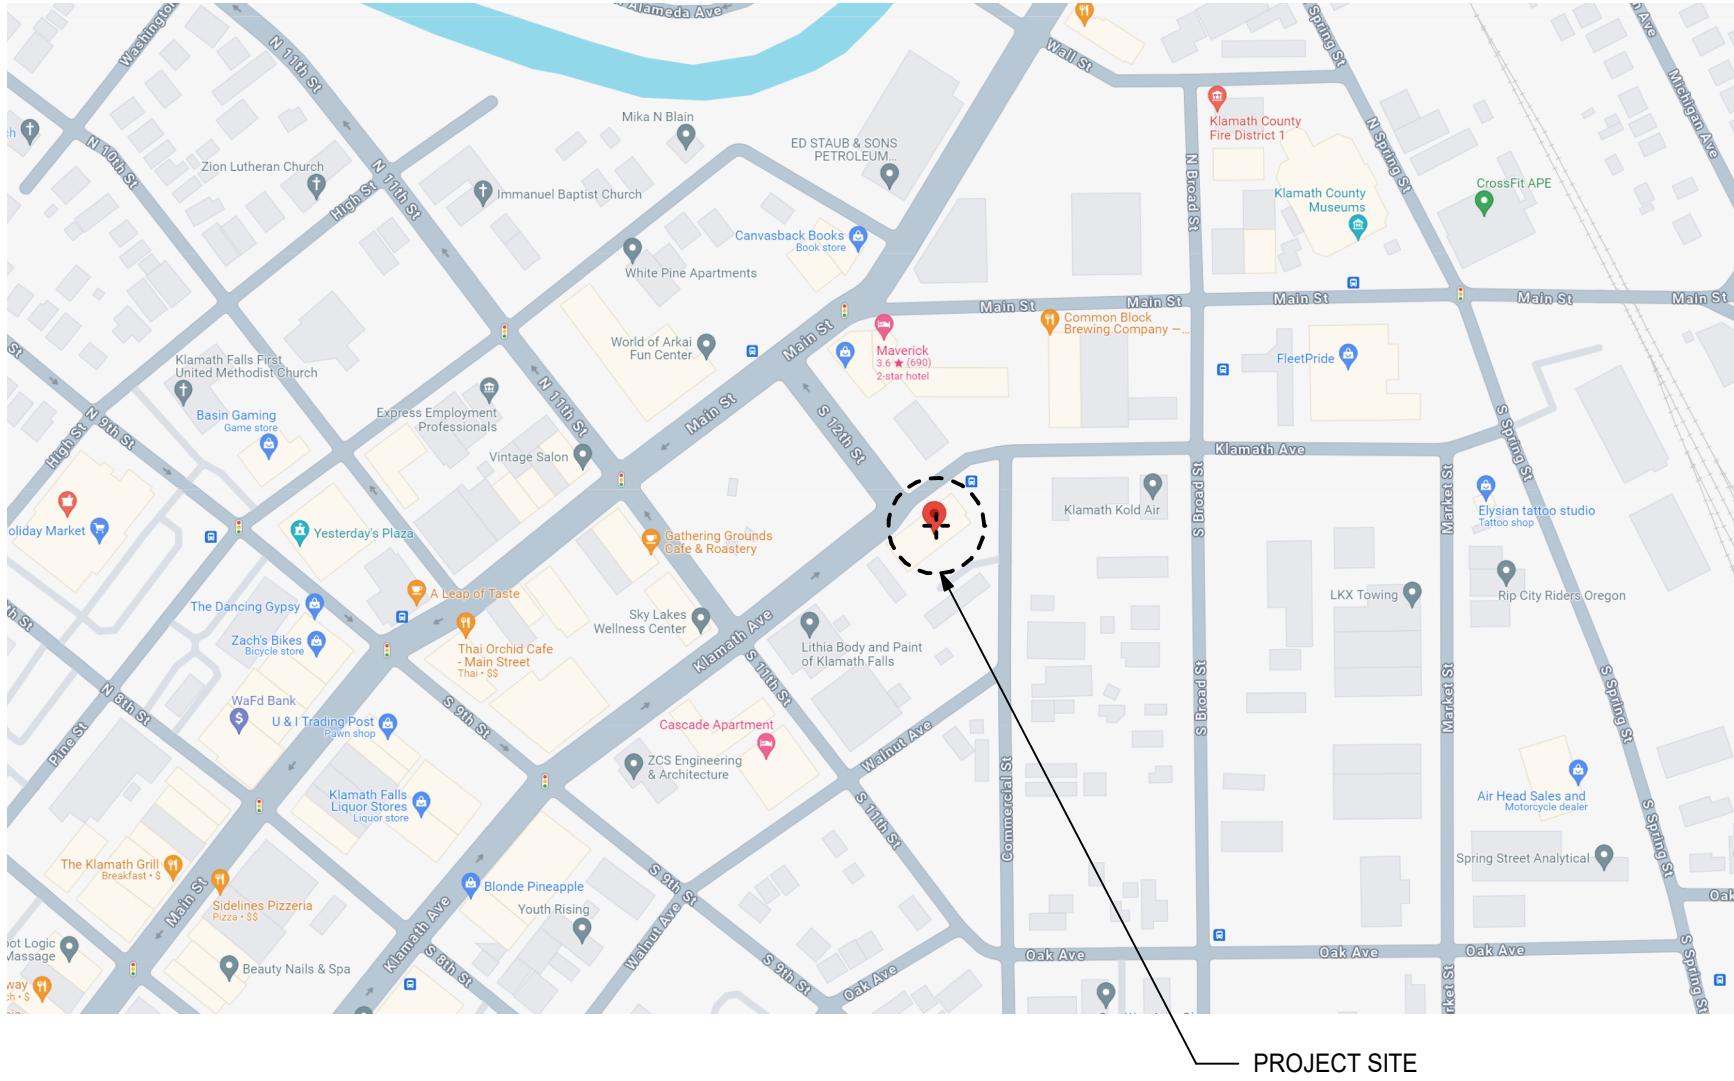 Alameda Ave
Washington
N 11th St
Wall St
Spring St
Michigan Ave
Mika N Blain
Klamath County
Fire District 1
ED STAUB & SONS
PETROLEUM...
N 10th St
Zion Lutheran Church
High St
N 11th St
Immanuel Baptist Church
N Broad St
N Spring St
CrossFit APE
Klamath County
Museums
Canvasback Books
Book store
White Pine Apartments
Main St
Main St
Main St
Main St
Main St
Common Block
Brewing Company —...
Main St
World of Arkai
Fun Center
Maverick
3.6 ★ (690)
2-star hotel
FleetPride
St
Klamath Falls First
United Methodist Church
Basin Gaming
Game store
N 9th St
High St
Express Employment
Professionals
N 11th St
Main St
S 12th St
S Spring St
Vintage Salon
Klamath Ave
Klamath Kold Air
S Broad St
Market St
Elysian tattoo studio
Tattoo shop
oliday Market
Yesterday's Plaza
Gathering Grounds
Cafe & Roastery
A Leap of Taste
The Dancing Gypsy
Zach's Bikes
Bicycle store
Thai Orchid Cafe
- Main Street
Thai • $$
Sky Lakes
Wellness Center
Klamath Ave
Lithia Body and Paint
of Klamath Falls
LKX Towing
Rip City Riders Oregon
th St
S 11th St
N 8th St
WaFd Bank
U & I Trading Post
Pawn shop
S 9th St
Cascade Apartment
ZCS Engineering
& Architecture
Walnut Ave
S Broad St
Market St
S Spring St
Pine St
Klamath Falls
Liquor Stores
Liquor store
S 11th St
Commercial St
Air Head Sales and
Motorcycle dealer
S Spring St
The Klamath Grill
Breakfast • $
Main St
Sidelines Pizzeria
Pizza • $$
Blonde Pineapple
Youth Rising
S 9th St
Walnut Ave
Spring Street Analytical
Oak
oot Logic
Massage
Klamath Ave
S 8th St
Beauty Nails & Spa
S 9th St
Oak Ave
Oak Ave
Oak Ave
Oak Ave
S Spring St
rket St
way
ch • $
PROJECT SITE